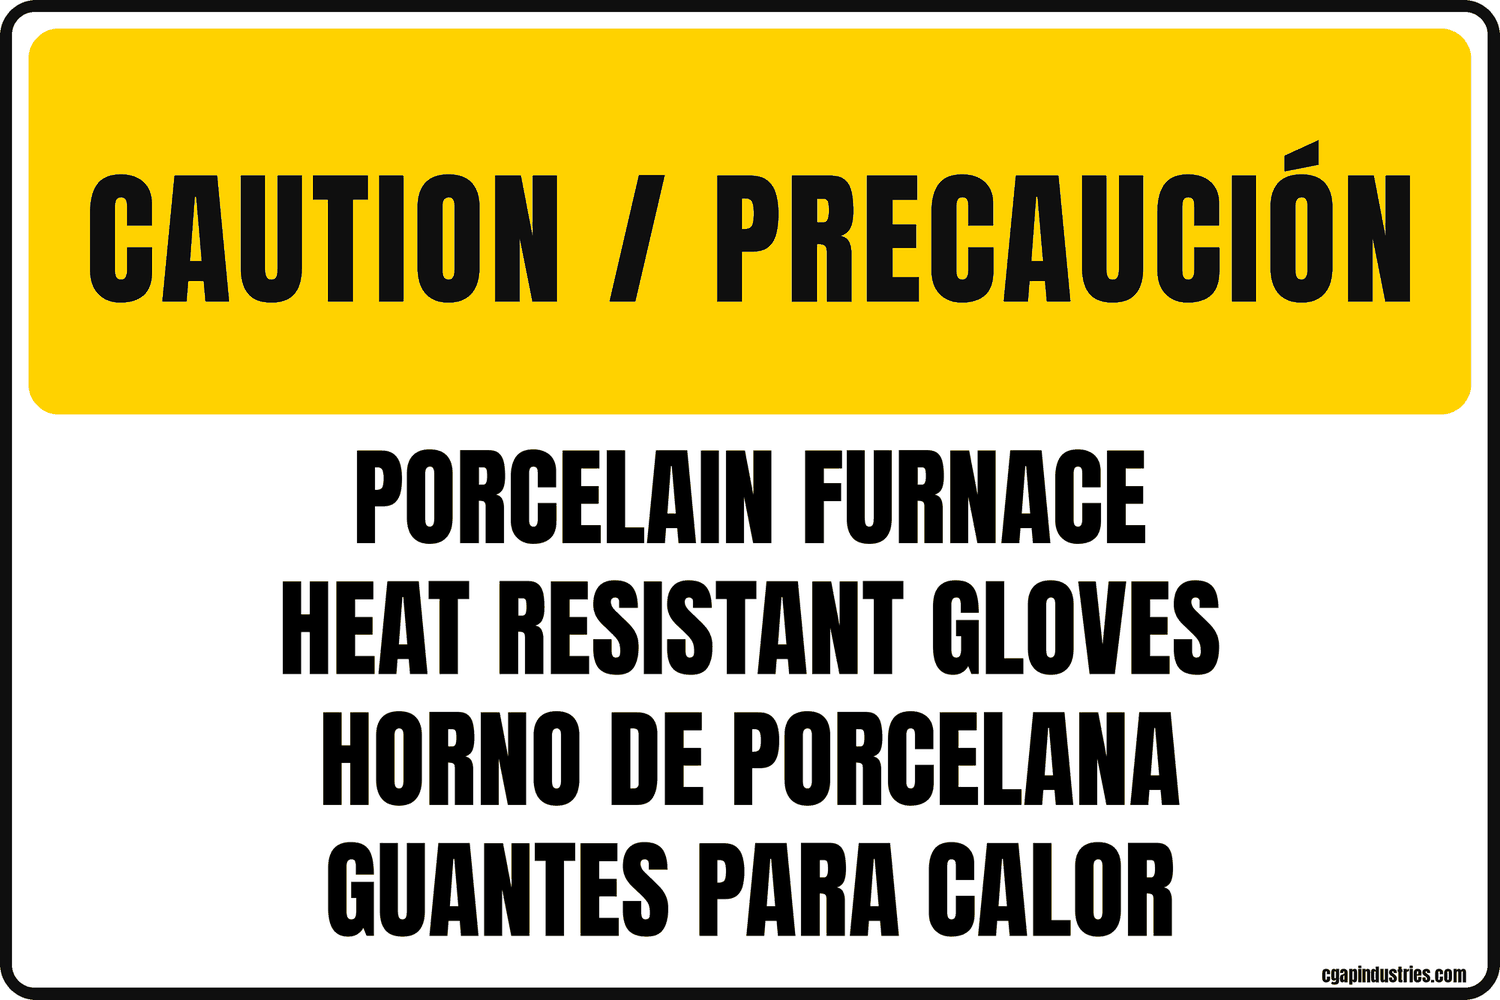 CAUTION / PRECAUCIÓN
PORCELAIN FURNACE
HEAT RESISTANT GLOVES
HORNO DE PORCELANA
GUANTES PARA CALOR
cgapindustries.com